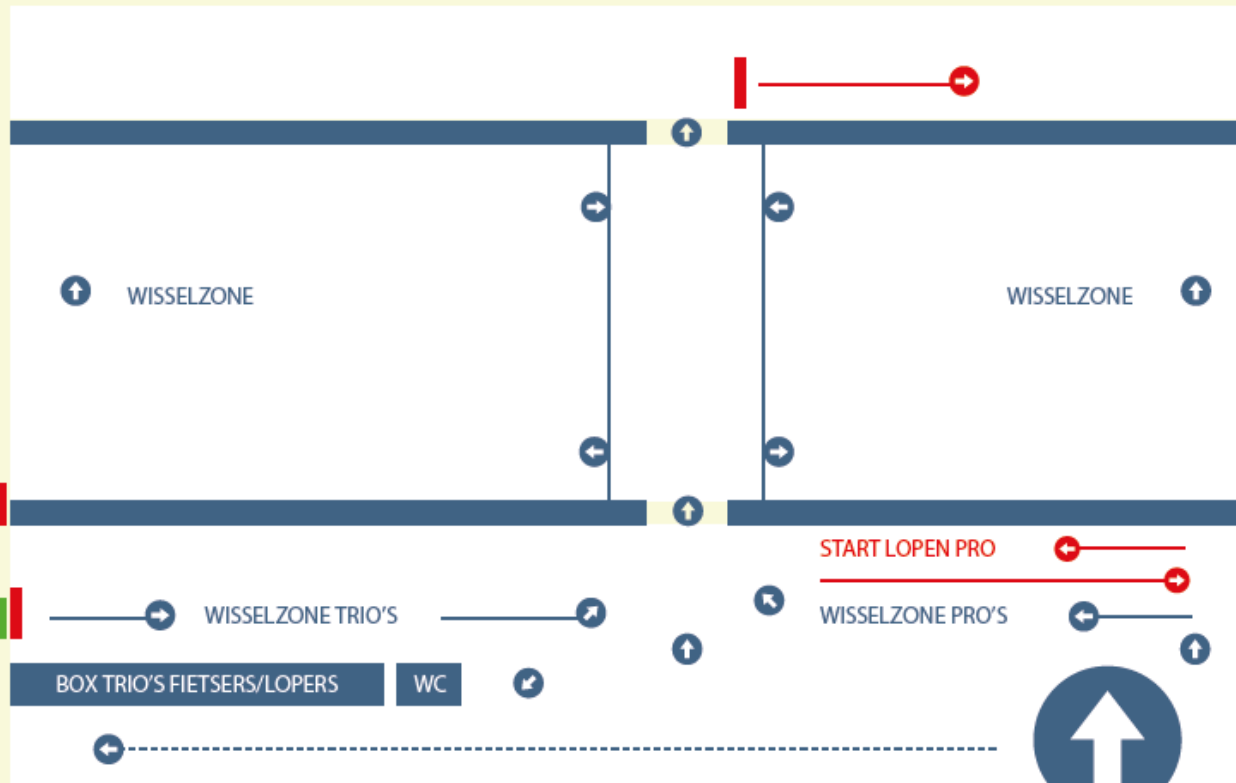 WISSELZONE
WISSELZONE
START LOPEN PRO
WISSELZONE TRIO'S
WISSELZONE PRO'S
BOX TRIO'S FIETSERS/LOPERS
WC